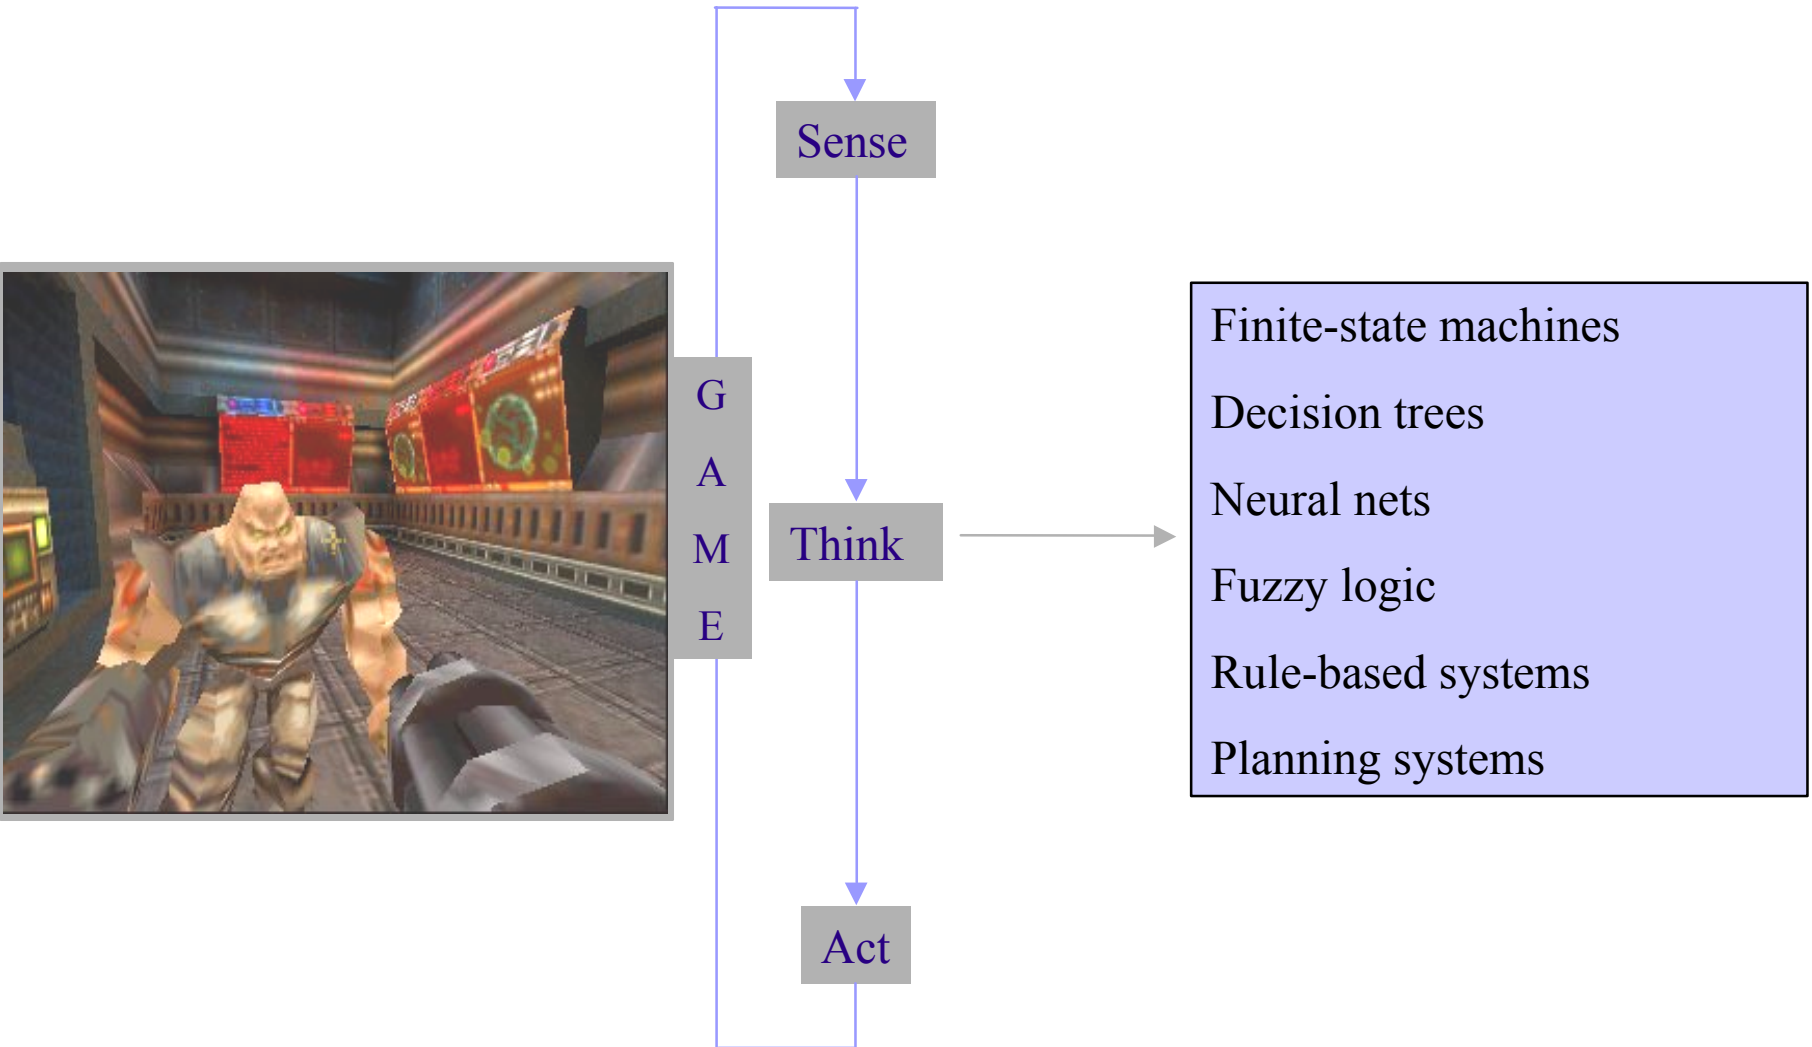 Sense
G
A
M
E
Think
Act
Finite-state machines
Decision trees
Neural nets
Fuzzy logic
Rule-based systems
Planning systems